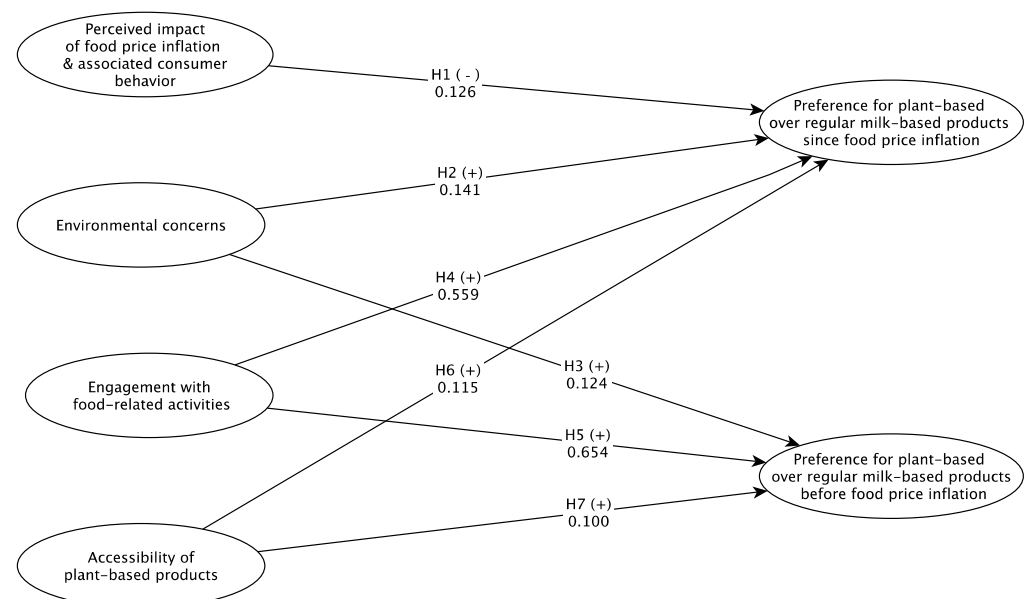 Perceived impact
of food price inflation
& associated consumer
behavior
H1 ( - )
0.126
Preference for plant-based
over regular milk-based products
since food price inflation
H2 (+)
0.141
Environmental concerns
H4 (+)
0.559
H6 (+)
0.115
H3 (+)
0.124
Engagement with
food-related activities
H5 (+)
0.654
Preference for plant-based
over regular milk-based products
before food price inflation
H7 (+)
0.100
Accessibility of
plant-based products